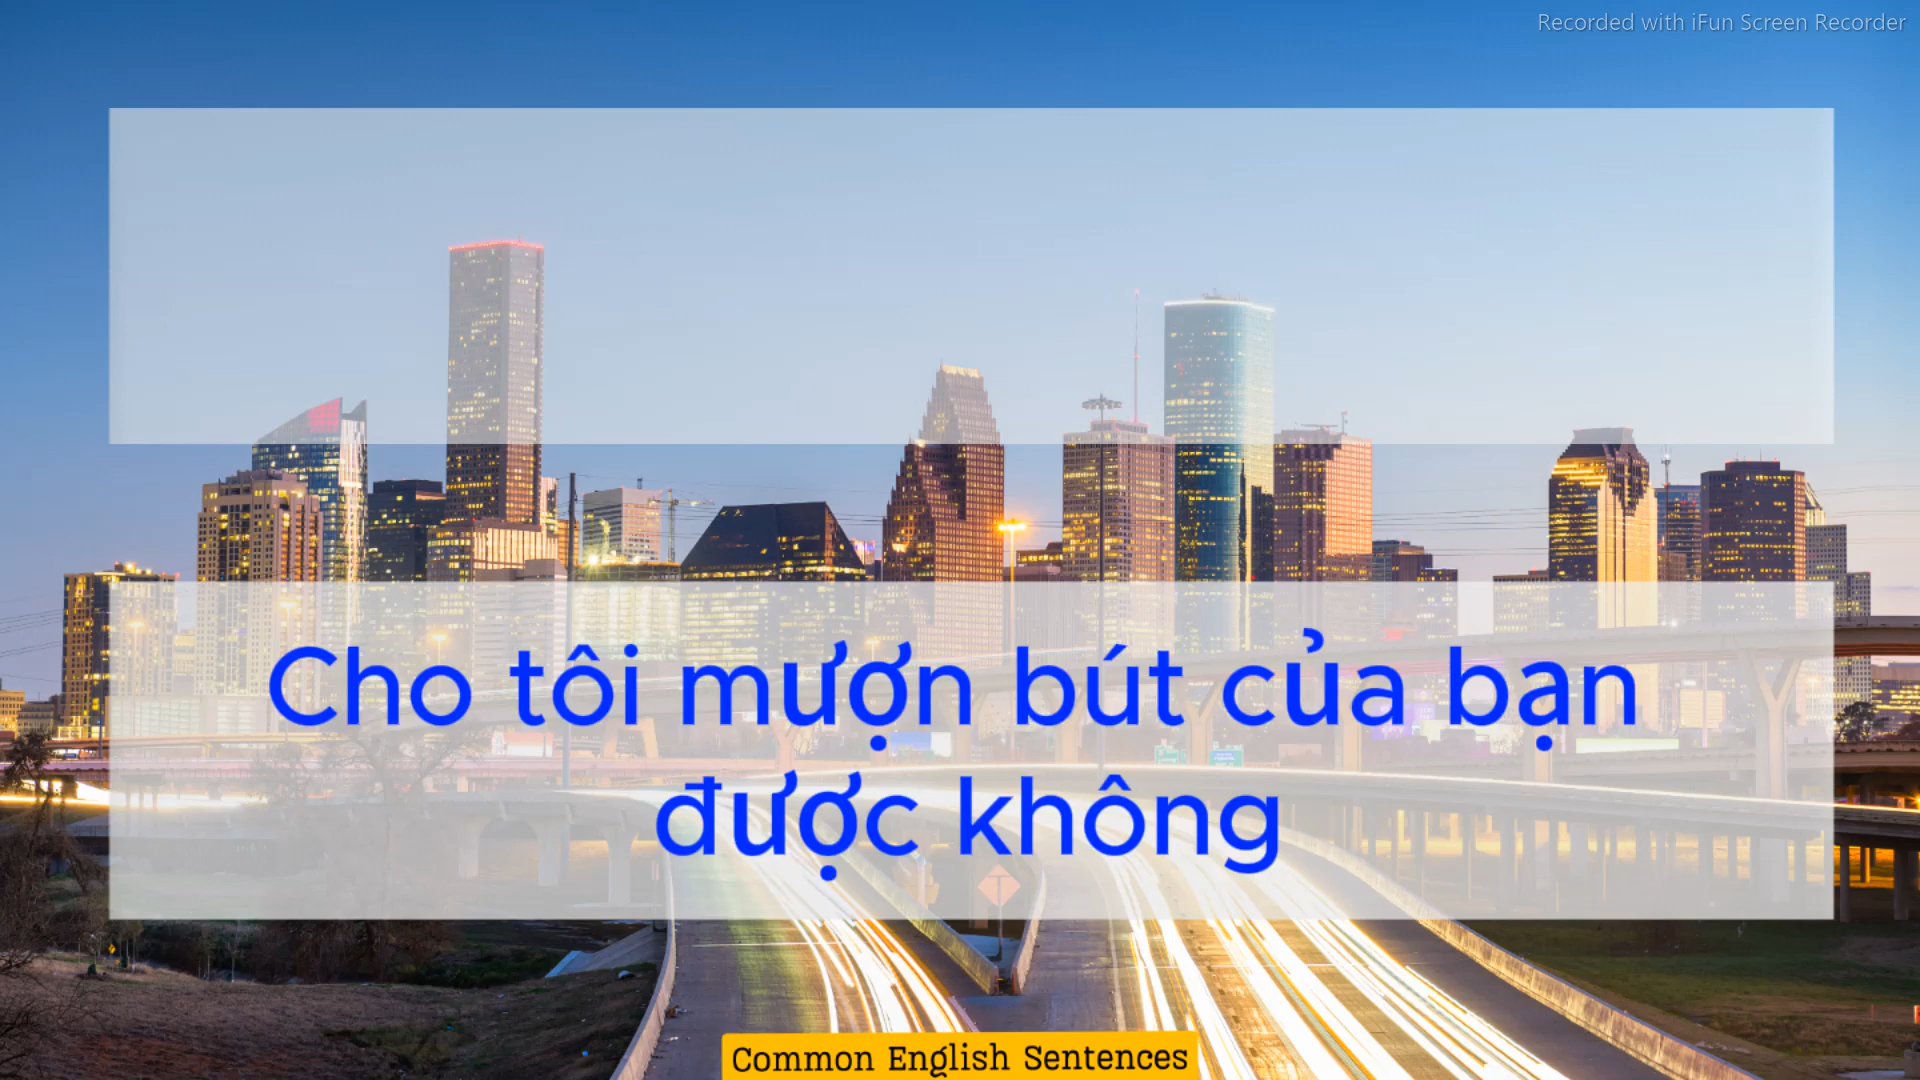 Recorded with iFun Screen Recorder
Cho tôi mượn bút của bạn
được không
Common English Sentences